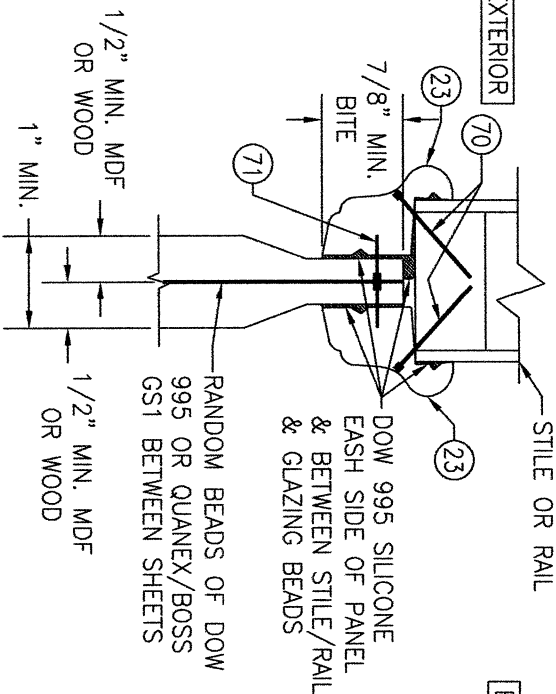 EXTERIOR
STILE OR RAIL
23
70
7/8" MIN.
BITE
71
23
DOW 995 SILICONE
EASH SIDE OF PANEL
& BETWEEN STILE/RAIL
& GLAZING BEADS
RANDOM BEADS OF DOW
995 OR QUANEX/BOSS
GS1 BETWEEN SHEETS
1/2" MIN. MDF
OR WOOD
1" MIN.
1/2" MIN. MDF
OR WOOD